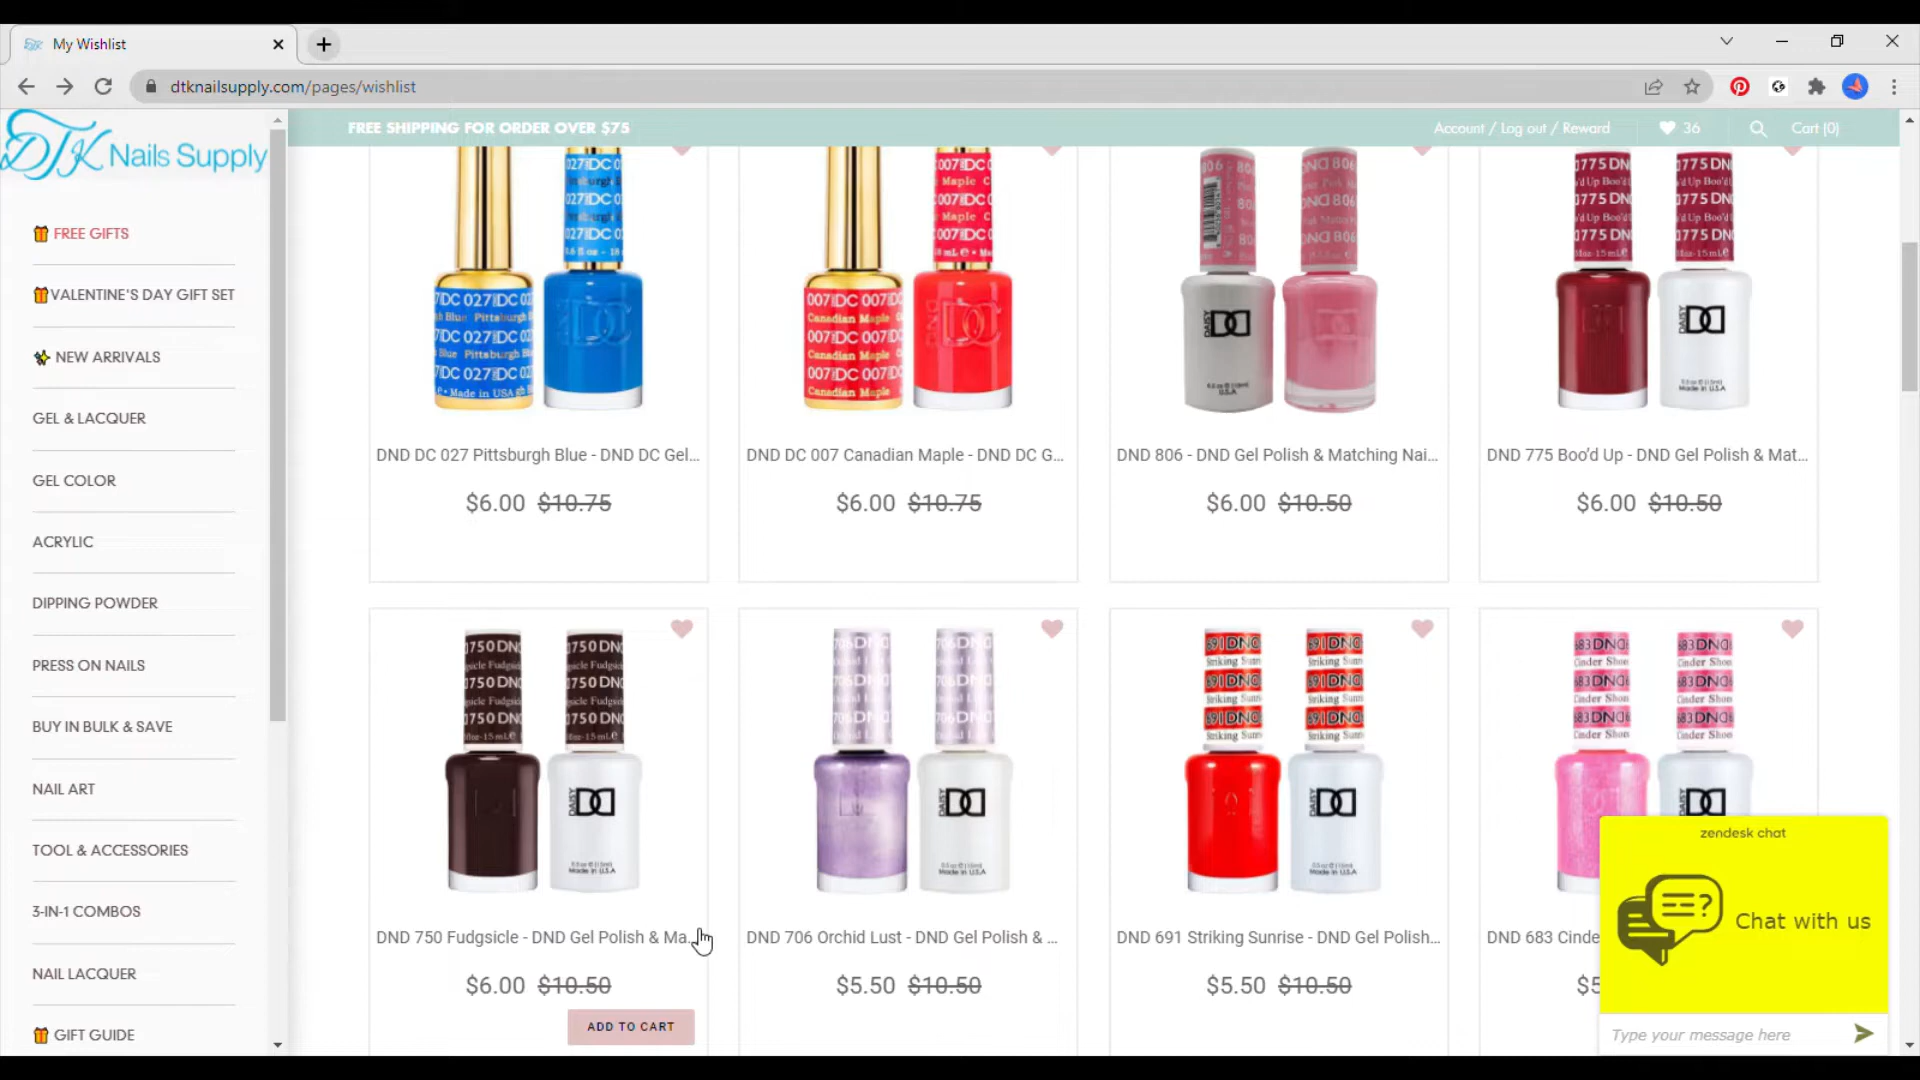 My Wishlist
dtknailsupply.com/pages/wishlist
DTK Nails Supply
FREE SHIPPING FOR ORDER OVER $75
Account / Log out / Reward
36
Cart (0)
FREE GIFTS
VALENTINE'S DAY GIFT SET
NEW ARRIVALS
GEL & LACQUER
GEL COLOR
ACRYLIC
DIPPING POWDER
PRESS ON NAILS
BUY IN BULK & SAVE
NAIL ART
TOOL & ACCESSORIES
3-IN-1 COMBOS
NAIL LACQUER
GIFT GUIDE
DND DC 027 Pittsburgh Blue - DND DC Gel...
$6.00 $10.75
DND DC 007 Canadian Maple - DND DC G...
$6.00 $10.75
DND 806 - DND Gel Polish & Matching Nai...
$6.00 $10.50
DND 775 Boo'd Up - DND Gel Polish & Mat...
$6.00 $10.50
DND 750 Fudgsicle - DND Gel Polish & Ma...
$6.00 $10.50
ADD TO CART
DND 706 Orchid Lust - DND Gel Polish & ...
$5.50 $10.50
DND 691 Striking Sunrise - DND Gel Polish...
$5.50 $10.50
DND 683 Cinde
$5
zendesk chat
Chat with us
Type your message here